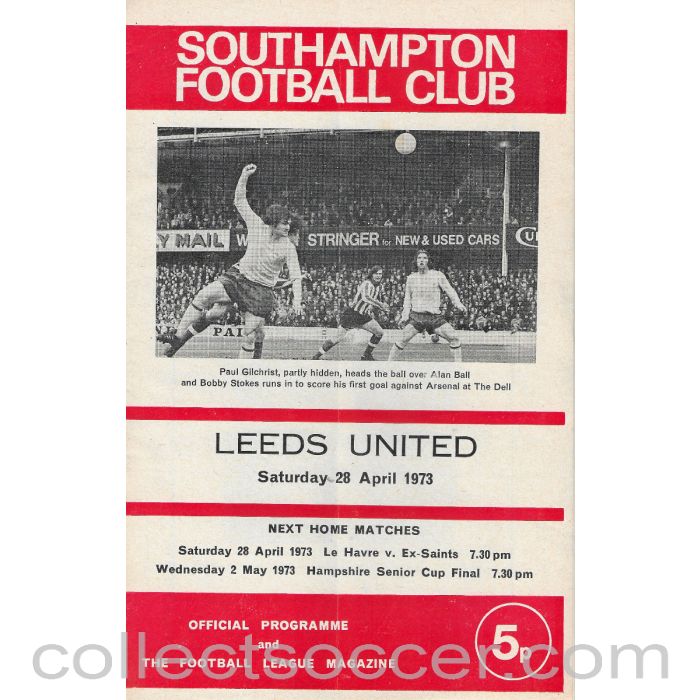 SOUTHAMPTON
FOOTBALL CLUB
LY MAIL
STRINGER for NEW & USED CARS
PAI
Paul Gilchrist, partly hidden, heads the ball over Alan Ball
and Bobby Stokes runs in to score his first goal against Arsenal at The Dell
LEEDS UNITED
Saturday 28 April 1973
NEXT HOME MATCHES
Saturday 28 April 1973 Le Havre v. Ex-Saints 7.30 pm
Wednesday 2 May 1973 Hampshire Senior Cup Final 7.30 pm
OFFICIAL PROGRAMME
and
THE FOOTBALL LEAGUE MAGAZINE
5p
collectsoccer.com